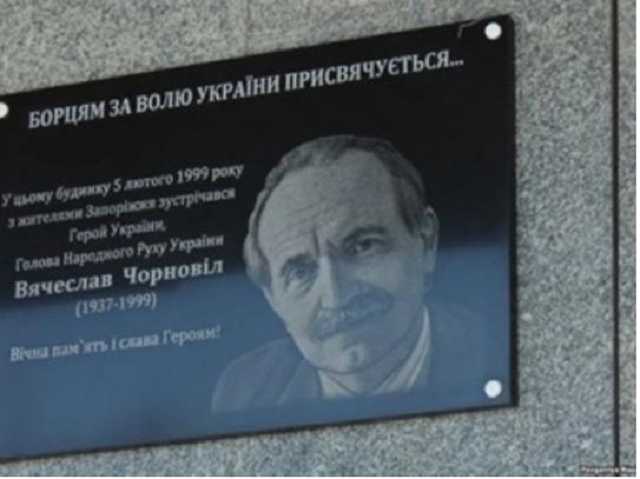 БОРЦЯМ ЗА ВОЛЮ УКРАЇНИ ПРИСВЯЧУЄТЬСЯ...
У цьому будинку 5 лютого 1999 року
з жителями Запоріжжя зустрічався
Герой України,
Голова Народного Руху України
Вячеслав Чорновіл
(1937-1999)
Вічна пам'ять і слава Героям!